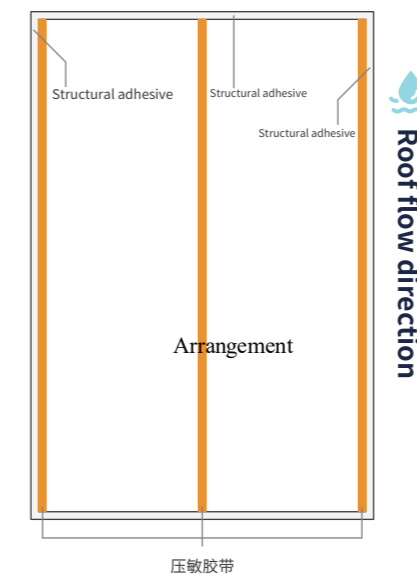 Structural adhesive
Structural adhesive
Structural adhesive
Roof flow direction
Arrangement
压敏胶带